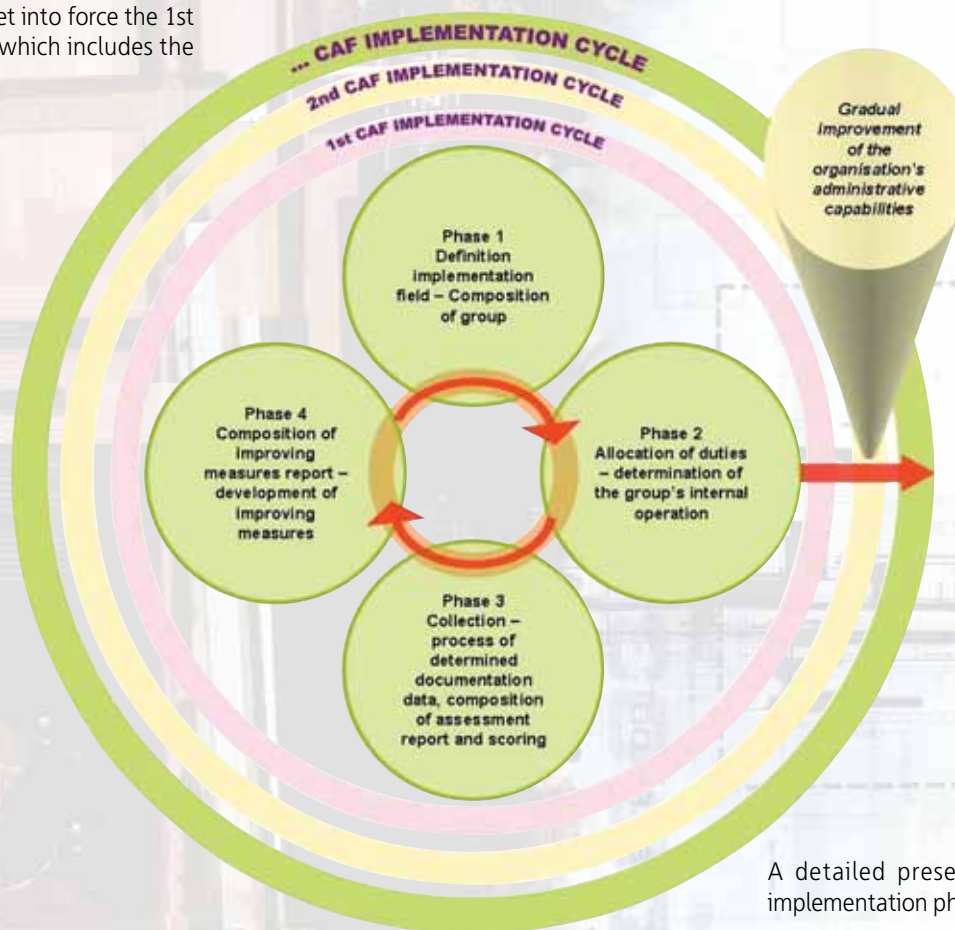 et into force the 1st
which includes the
... CAF IMPLEMENTATION CYCLE
2nd CAF IMPLEMENTATION CYCLE
1st CAF IMPLEMENTATION CYCLE
Gradual
improvement
of the
organisation's
administrative
capabilities
Phase 1
Definition
implementation
field – Composition
of group
Phase 4
Composition of
improving
measures report –
development of
improving
measures
Phase 2
Allocation of duties
– determination of
the group's internal
operation
Phase 3
Collection –
process of
determined
documentation
data, composition
of assessment
report and scoring
A detailed prese
implementation ph